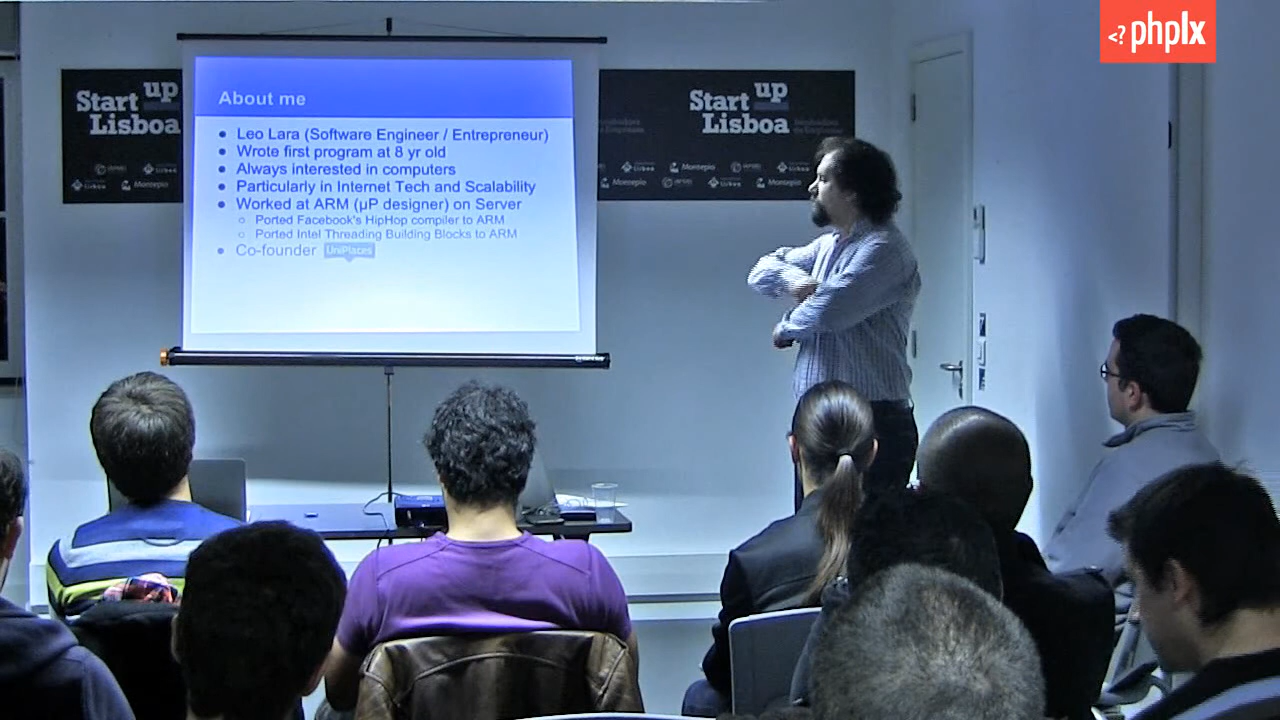 <? phplx
Start up
Lisboa
Start up
Lisboa
Montepio
Montepio
Montepio
About me
Leo Lara (Software Engineer / Entrepreneur)
Wrote first program at 8 yr old
Always interested in computers
Particularly in Internet Tech and Scalability
Worked at ARM (µP designer) on Server
Ported Facebook's HipHop compiler to ARM
Ported Intel Threading Building Blocks to ARM
Co-founder UniPlaces